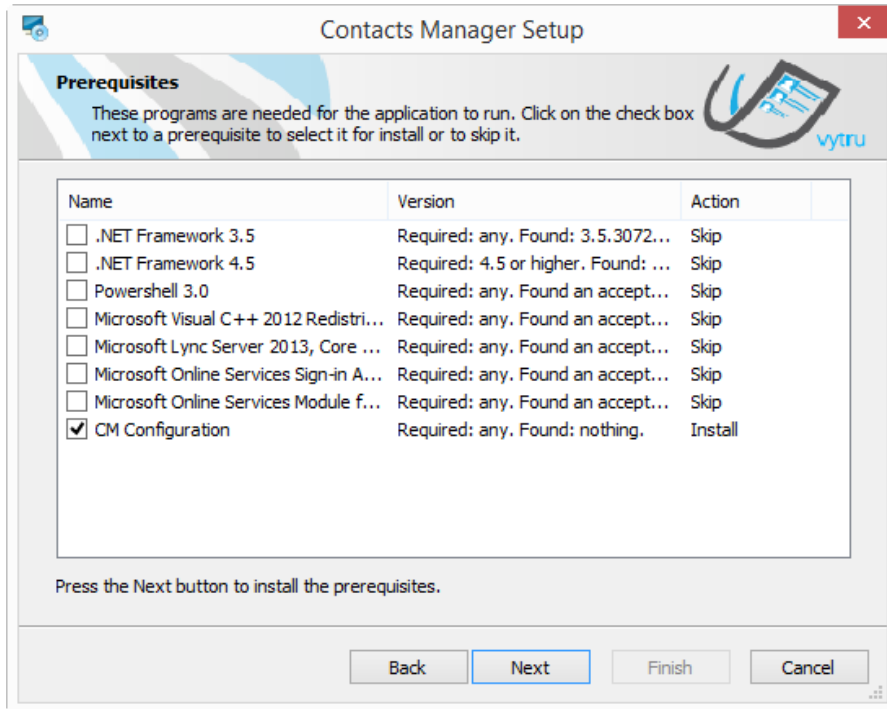 Contacts Manager Setup
Prerequisites
These programs are needed for the application to run. Click on the check box
next to a prerequisite to select it for install or to skip it.
vytru
Name Version Action
.NET Framework 3.5 Required: any. Found: 3.5.3072... Skip
.NET Framework 4.5 Required: 4.5 or higher. Found: ... Skip
Powershell 3.0 Required: any. Found an accept... Skip
Microsoft Visual C++ 2012 Redistri... Required: any. Found an accept... Skip
Microsoft Lync Server 2013, Core ... Required: any. Found an accept... Skip
Microsoft Online Services Sign-in A... Required: any. Found an accept... Skip
Microsoft Online Services Module f... Required: any. Found an accept... Skip
CM Configuration Required: any. Found: nothing. Install
Press the Next button to install the prerequisites.
Back Next Finish Cancel